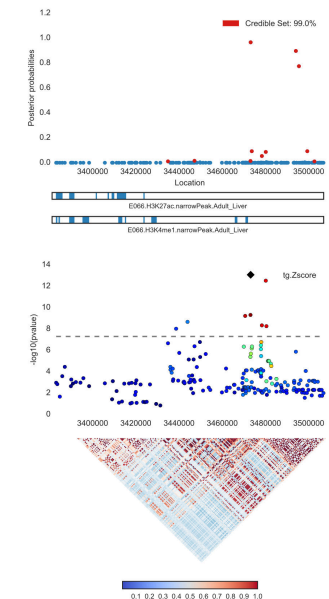 1.2
1.0
0.8
0.6
0.4
0.2
0.0
Posterior probabilities
Credible Set: 99.0%
3400000 3420000 3440000 3460000 3480000 3500000
Location
E066.H3K27ac.narrowPeak.Adult_Liver
E066.H3K4me1.narrowPeak.Adult_Liver
14
12
10
8
6
4
2
0
-log10(pvalue)
tg.Zscore
3400000 3420000 3440000 3460000 3480000 3500000
0.1 0.2 0.3 0.4 0.5 0.6 0.7 0.8 0.9 1.0